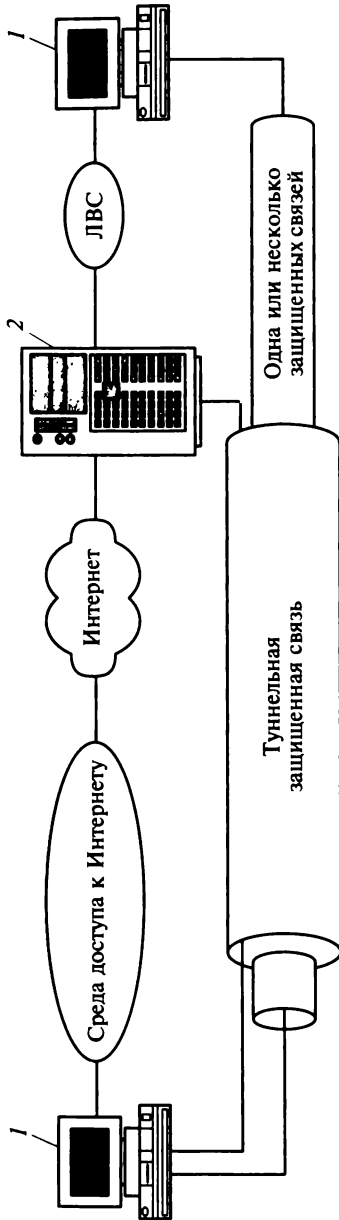 1
Среда доступа к Интернету
Интернет
2
ЛВС
1
Туннельная
защищенная связь
Одна или несколько
защищенных связей